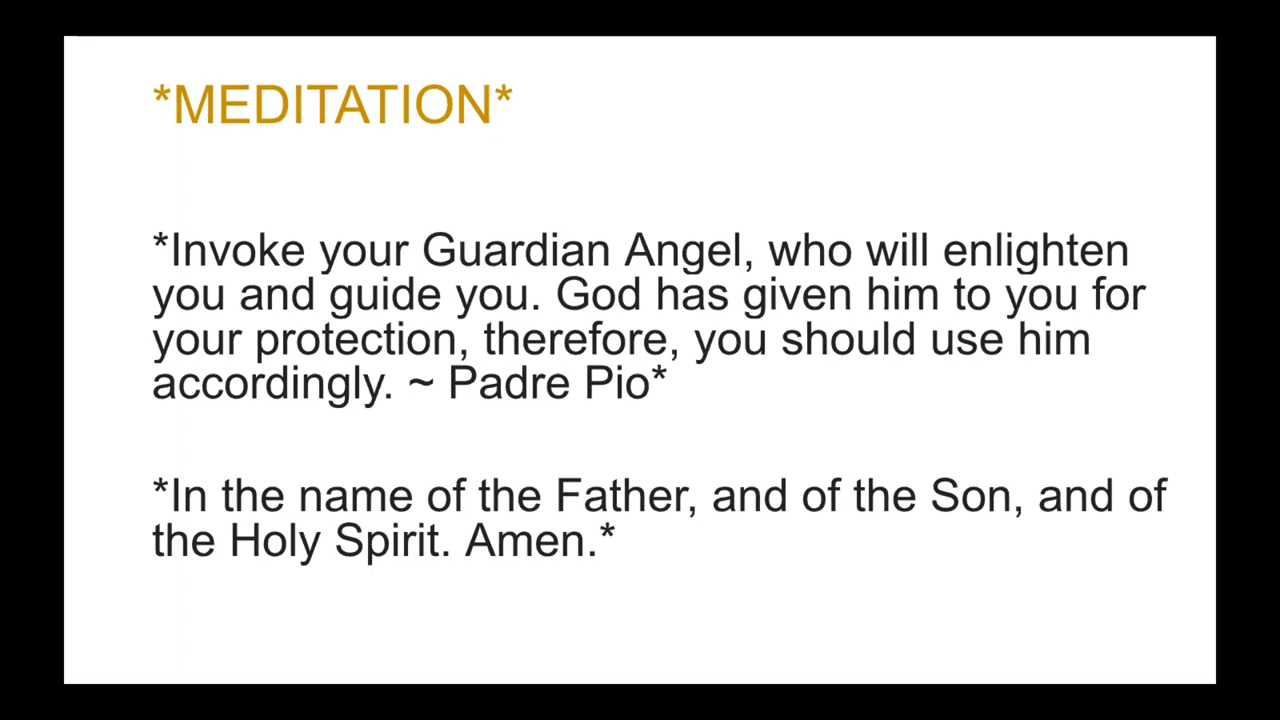 *MEDITATION*
*Invoke your Guardian Angel, who will enlighten
you and guide you. God has given him to you for
your protection, therefore, you should use him
accordingly. ~ Padre Pio*
*In the name of the Father, and of the Son, and of
the Holy Spirit. Amen.*